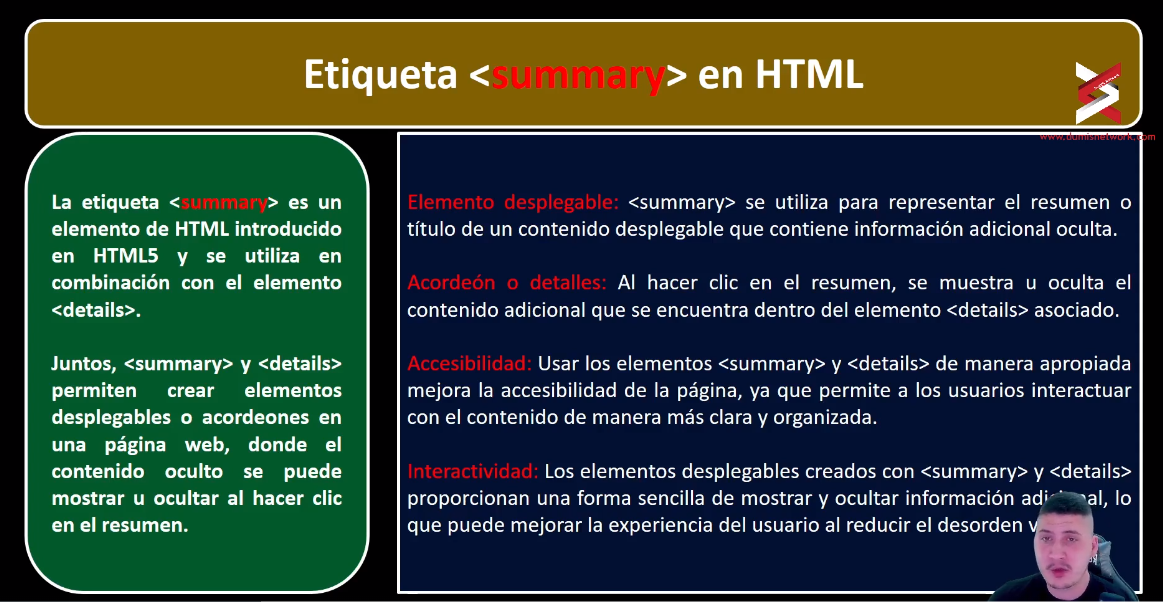 Etiqueta <summary> en HTML
www.damisnetwork.com
La etiqueta <summary> es un
elemento de HTML introducido
en HTML5 y se utiliza en
combinación con el elemento
<details>.
Juntos, <summary> y <details>
permiten crear elementos
desplegables o acordeones en
una página web, donde el
contenido oculto se puede
mostrar u ocultar al hacer clic
en el resumen.
Elemento desplegable: <summary> se utiliza para representar el resumen o
título de un contenido desplegable que contiene información adicional oculta.
Acordeón o detalles: Al hacer clic en el resumen, se muestra u oculta el
contenido adicional que se encuentra dentro del elemento <details> asociado.
Accesibilidad: Usar los elementos <summary> y <details> de manera apropiada
mejora la accesibilidad de la página, ya que permite a los usuarios interactuar
con el contenido de manera más clara y organizada.
Interactividad: Los elementos desplegables creados con <summary> y <details>
proporcionan una forma sencilla de mostrar y ocultar información adicional, lo
que puede mejorar la experiencia del usuario al reducir el desorden